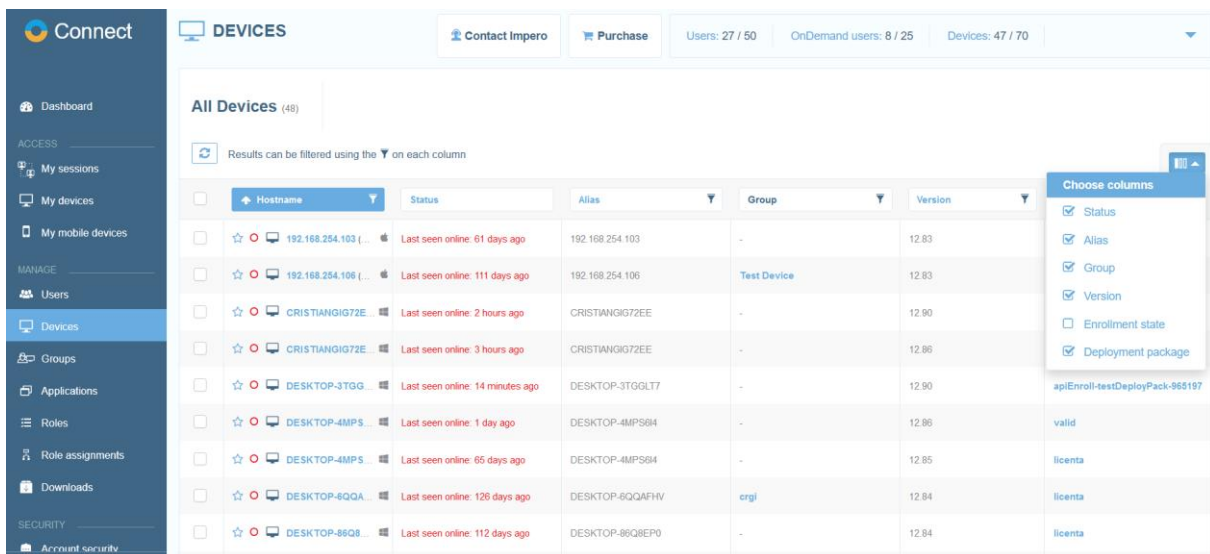 Connect
DEVICES
Contact Impero
Purchase
Users: 27 / 50
OnDemand users: 8 / 25
Devices: 47 / 70
Dashboard
ACCESS
My sessions
My devices
My mobile devices
MANAGE
Users
Devices
Groups
Applications
Roles
Role assignments
Downloads
SECURITY
Account security
All Devices (48)
Results can be filtered using the on each column
Hostname Status Alias Group Version
192.168.254.103 (... Last seen online: 61 days ago 192.168.254.103 - 12.83
192.168.254.106 (... Last seen online: 111 days ago 192.168.254.106 Test Device 12.83
CRISTIANGIG72E... Last seen online: 2 hours ago CRISTIANGIG72EE - 12.90
CRISTIANGIG72E... Last seen online: 3 hours ago CRISTIANGIG72EE - 12.86
DESKTOP-3TGG... Last seen online: 14 minutes ago DESKTOP-3TGGLT7 - 12.90 apiEnroll-testDeployPack-965197
DESKTOP-4MPS... Last seen online: 1 day ago DESKTOP-4MPS6I4 - 12.86 valid
DESKTOP-4MPS... Last seen online: 65 days ago DESKTOP-4MPS6I4 - 12.85 licenta
DESKTOP-6QQA... Last seen online: 126 days ago DESKTOP-6QQAFHV crgi 12.84 licenta
DESKTOP-86Q8... Last seen online: 112 days ago DESKTOP-86Q8EP0 - 12.84 licenta
Choose columns
Status
Alias
Group
Version
Enrollment state
Deployment package